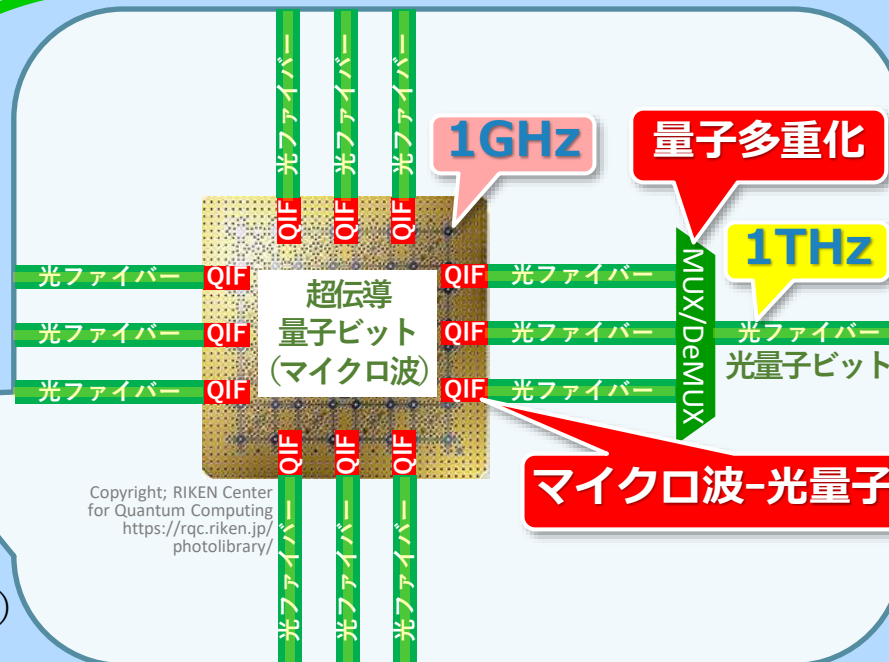 光ファイバー
光ファイバー
光ファイバー
1GHz
量子多重化
QIF
QIF
QIF
1THz
光ファイバー
QIF
QIF
光ファイバー
光ファイバー
QIF
QIF
光ファイバー
光ファイバー
QIF
QIF
光ファイバー
超伝導
量子ビット
(マイクロ波)
MUX/DeMUX
光ファイバー
光量子ビット
QIF
QIF
QIF
マイクロ波-光量子
Copyright; RIKEN Center
for Quantum Computing
https://rqc.riken.jp/
photolibrary/
光ファイバー
光ファイバー
光ファイバー
)